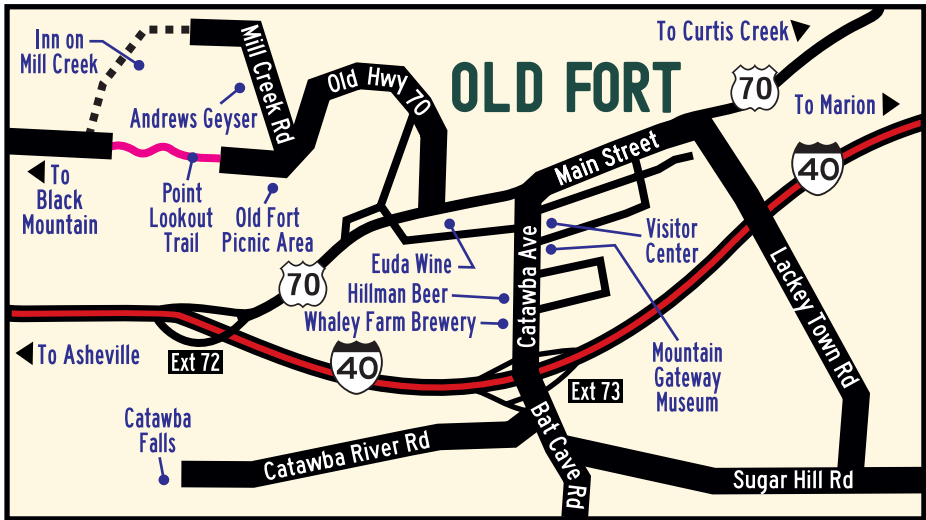 OLD FORT
To Curtis Creek
Inn on
Mill Creek
Mill Creek Rd
Old Hwy 70
70
To Marion
Andrews Geyser
Main Street
40
To
Black
Mountain
Point
Lookout
Trail
Old Fort
Picnic Area
Visitor
Center
Euda Wine
Catawba Ave
Lackey Town Rd
70
Hillman Beer
Whaley Farm Brewery
To Asheville
Ext 72
40
Mountain
Gateway
Museum
Ext 73
Catawba
Falls
Catawba River Rd
Bat Cave Rd
Sugar Hill Rd